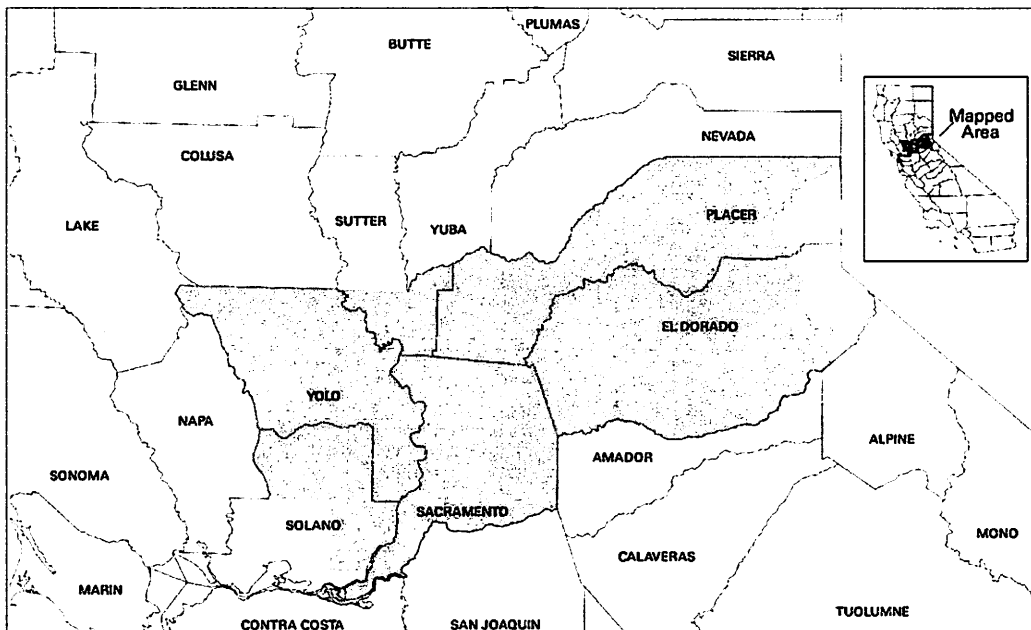 PLUMAS
BUTTE
SIERRA
GLENN
Mapped
Area
NEVADA
COLUSA
PLACER
SUTTER
LAKE
YUBA
EL DORADO
YOLO
NAPA
ALPINE
AMADOR
SONOMA
SACRAMENTO
SOLANO
MONO
CALAVERAS
MARIN
TUOLUMNE
CONTRA COSTA
SAN JOAQUIN